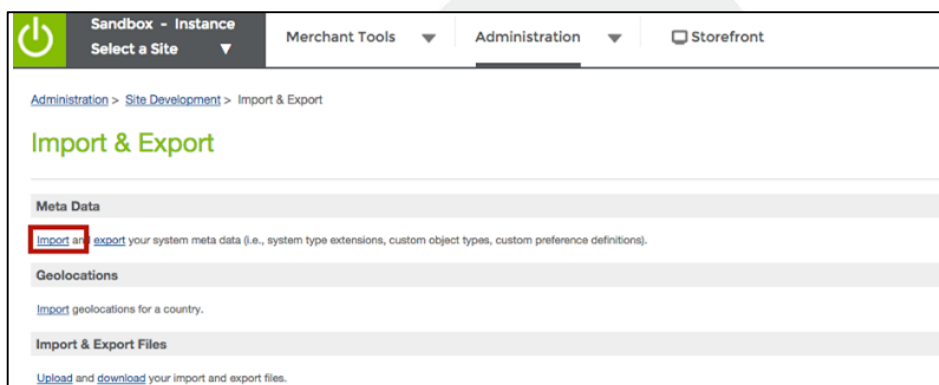 Sandbox - Instance
Select a Site
Merchant Tools
Administration
Storefront
Administration > Site Development > Import & Export
Import & Export
Meta Data
Import and export your system meta data (i.e., system type extensions, custom object types, custom preference definitions).
Geolocations
Import geolocations for a country.
Import & Export Files
Upload and download your import and export files.